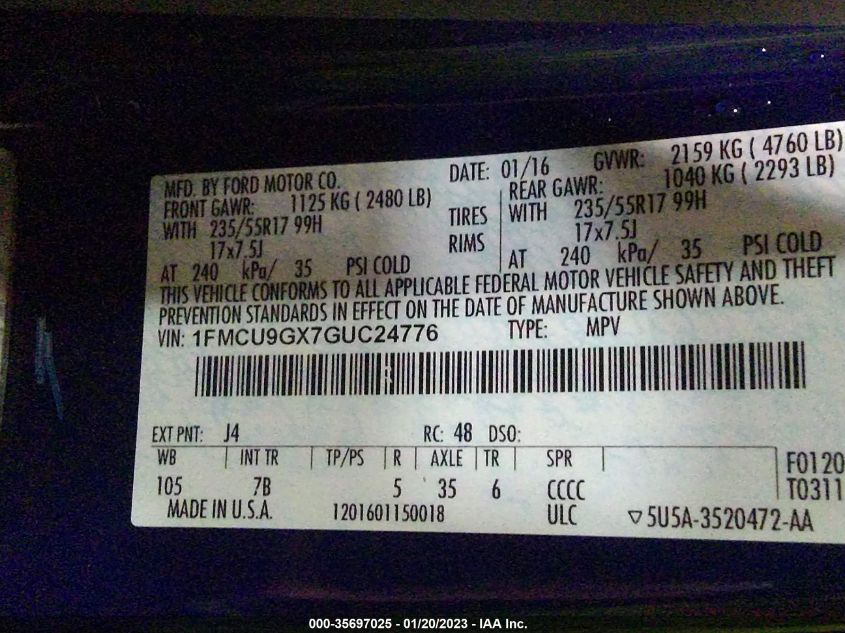 MFD. BY FORD MOTOR CO. DATE: 01/16 GVWR: 2159 KG ( 4760 LB)
FRONT GAWR: 1125 KG ( 2480 LB) REAR GAWR: 1040 KG ( 2293 LB)
WITH 235/55R17 99H TIRES WITH 235/55R17 99H
17x7.5J RIMS 17x7.5J
AT 240 kPa/ 35 PSI COLD AT 240 kPa/ 35 PSI COLD
THIS VEHICLE CONFORMS TO ALL APPLICABLE FEDERAL MOTOR VEHICLE SAFETY AND THEFT
PREVENTION STANDARDS IN EFFECT ON THE DATE OF MANUFACTURE SHOWN ABOVE.
VIN: 1FMCU9GX7GUC24776 TYPE: MPV
EXT PNT: J4 RC: 48 DSO:
WB INT TR TP/PS R AXLE TR SPR F0120
105 7B 5 35 6 CCCC T0311
MADE IN U.S.A. 1201601150018 ULC ▽5U5A-3520472-AA
000-35697025 - 01/20/2023 - IAA Inc.